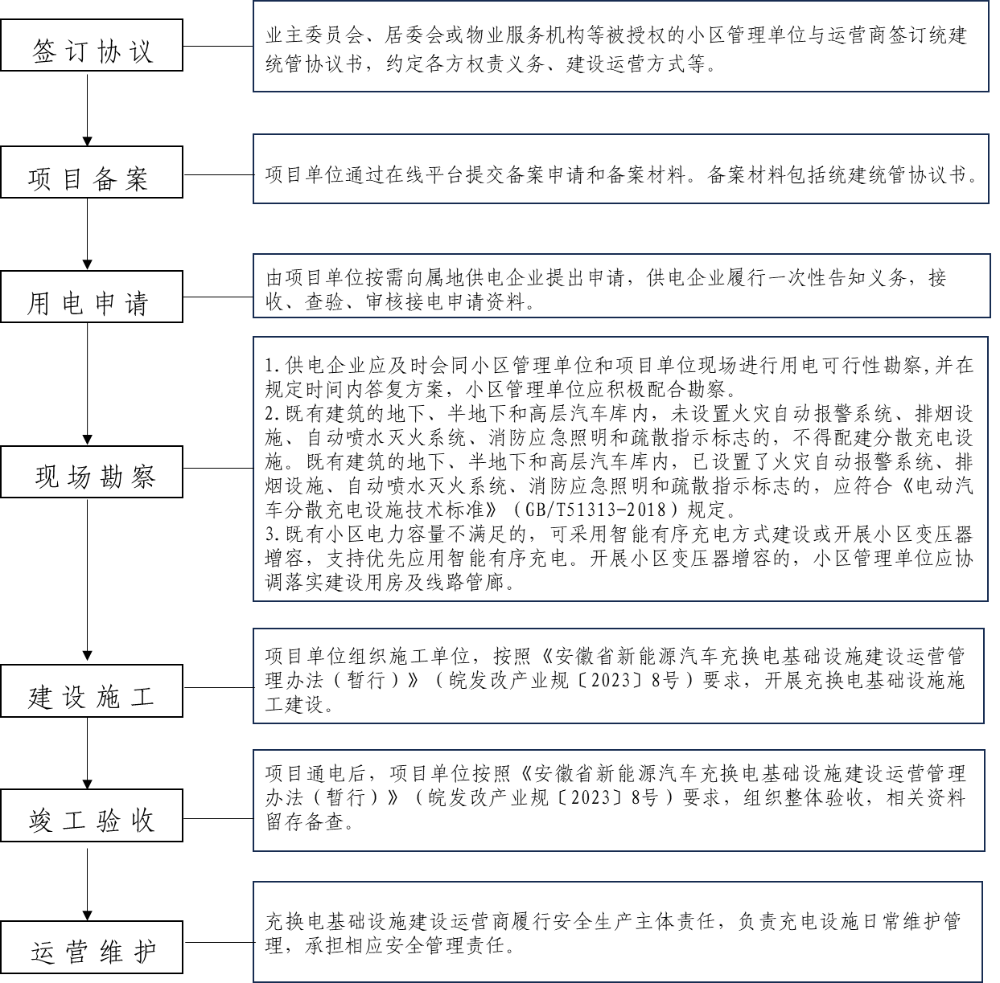 签订协议
业主委员会、居委会或物业服务机构等被授权的小区管理单位与运营商签订统建
统管协议书，约定各方权责义务、建设运营方式等。
项目备案
项目单位通过在线平台提交备案申请和备案材料。备案材料包括统建统管协议书。
用电申请
由项目单位按需向属地供电企业提出申请，供电企业履行一次性告知义务，接
收、查验、审核接电申请资料。
现场勘察
1.供电企业应及时会同小区管理单位和项目单位现场进行用电可行性勘察,并在
规定时间内答复方案，小区管理单位应积极配合勘察。
2.既有建筑的地下、半地下和高层汽车库内，未设置火灾自动报警系统、排烟设
施、自动喷水灭火系统、消防应急照明和疏散指示标志的，不得配建分散充电设
施。既有建筑的地下、半地下和高层汽车库内，已设置了火灾自动报警系统、排
烟设施、自动喷水灭火系统、消防应急照明和疏散指示标志的，应符合《电动汽
车分散充电设施技术标准》（GB/T51313-2018）规定。
3.既有小区电力容量不满足的，可采用智能有序充电方式建设或开展小区变压器
增容，支持优先应用智能有序充电。开展小区变压器增容的，小区管理单位应协
调落实建设用房及线路管廊。
建设施工
项目单位组织施工单位，按照《安徽省新能源汽车充换电基础设施建设运营管
理办法（暂行）》（皖发改产业规〔2023〕8号）要求，开展充换电基础设施施
工建设。
竣工验收
项目通电后，项目单位按照《安徽省新能源汽车充换电基础设施建设运营管理
办法（暂行）》（皖发改产业规〔2023〕8号）要求，组织整体验收，相关资料
留存备查。
运营维护
充换电基础设施建设运营商履行安全生产主体责任，负责充电设施日常维护管
理，承担相应安全管理责任。